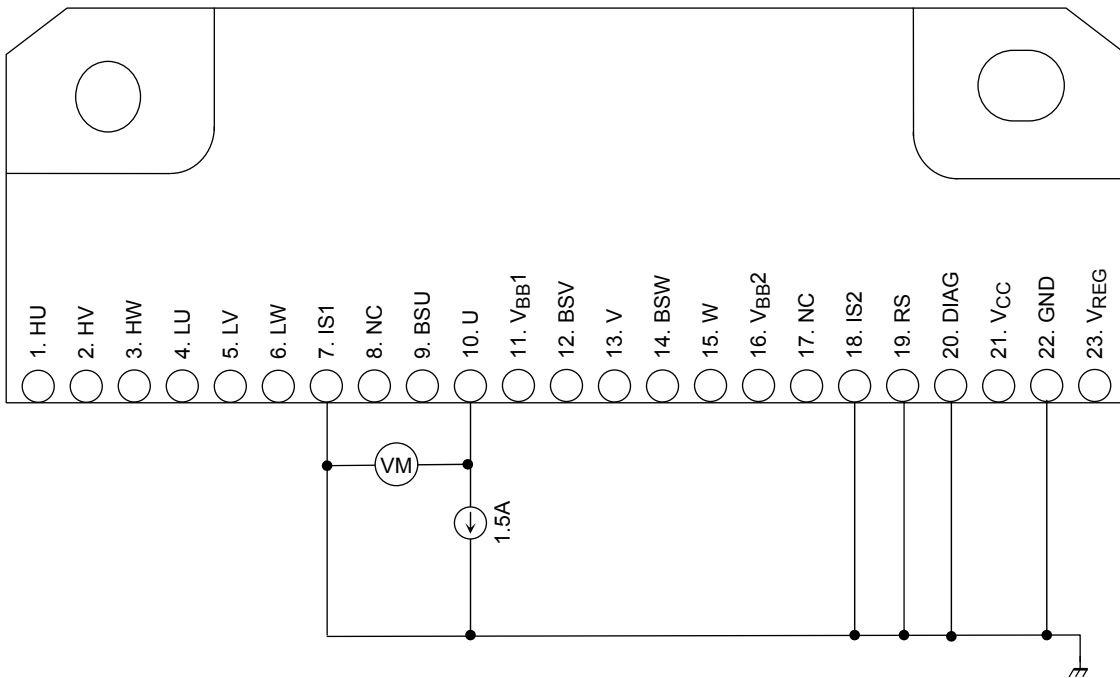 1. HU
2. HV
3. HW
4. LU
5. LV
6. LW
7. IS1
8. NC
9. BSU
10. U
11. VBB1
12. BSV
13. V
14. BSW
15. W
16. VBB2
17. NC
18. IS2
19. RS
20. DIAG
21. VCC
22. GND
23. VREG
VM
1.5A